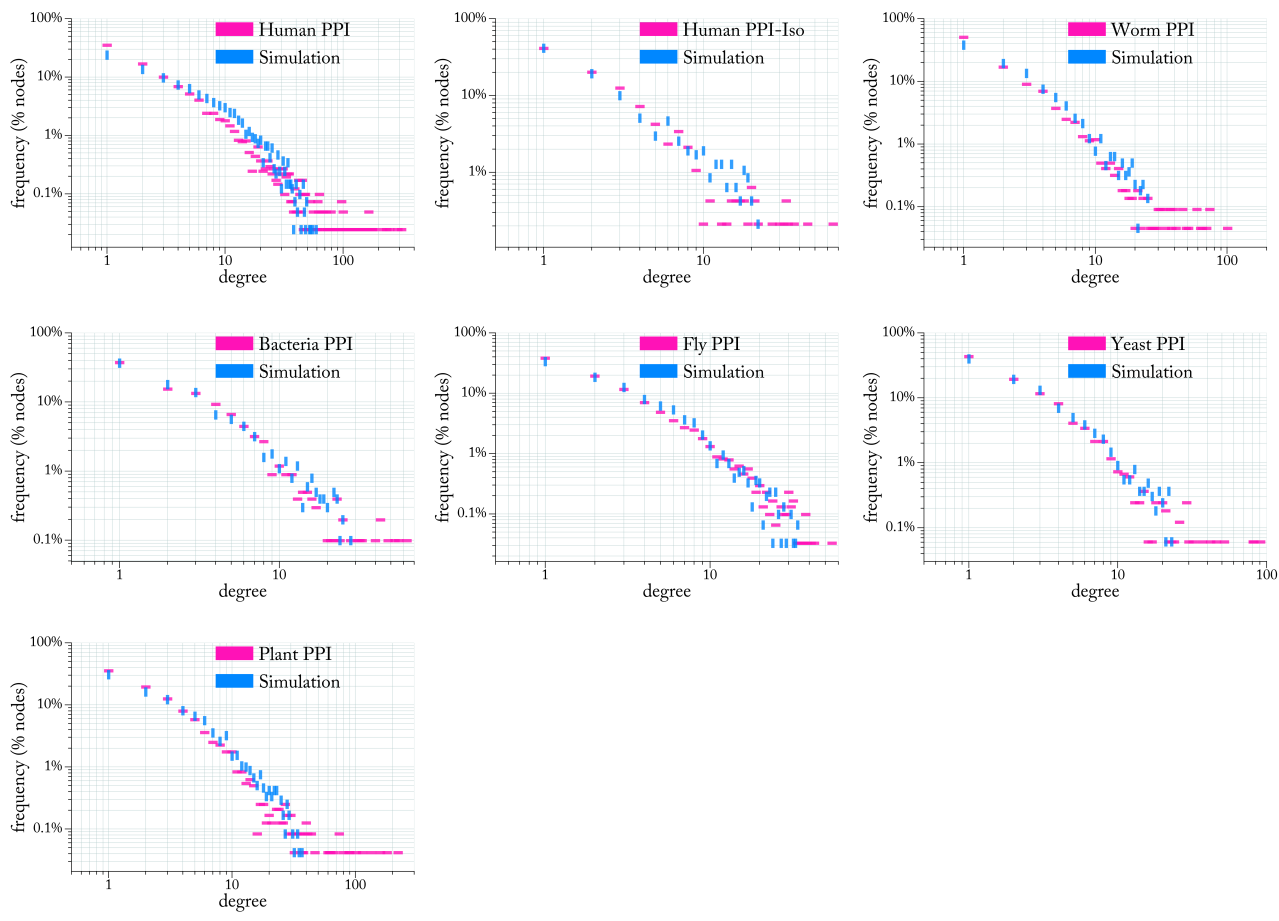 Human PPI
Simulation
100%
10%
1%
0.1%
frequency (% nodes)
1
10
100
degree
Human PPI-Iso
Simulation
100%
10%
1%
frequency (% nodes)
1
10
degree
Worm PPI
Simulation
100%
10%
1%
0.1%
frequency (% nodes)
1
10
100
degree
Bacteria PPI
Simulation
100%
10%
1%
0.1%
frequency (% nodes)
1
10
degree
Fly PPI
Simulation
100%
10%
1%
0.1%
frequency (% nodes)
1
10
degree
Yeast PPI
Simulation
100%
10%
1%
0.1%
frequency (% nodes)
1
10
100
degree
Plant PPI
Simulation
100%
10%
1%
0.1%
frequency (% nodes)
1
10
100
degree